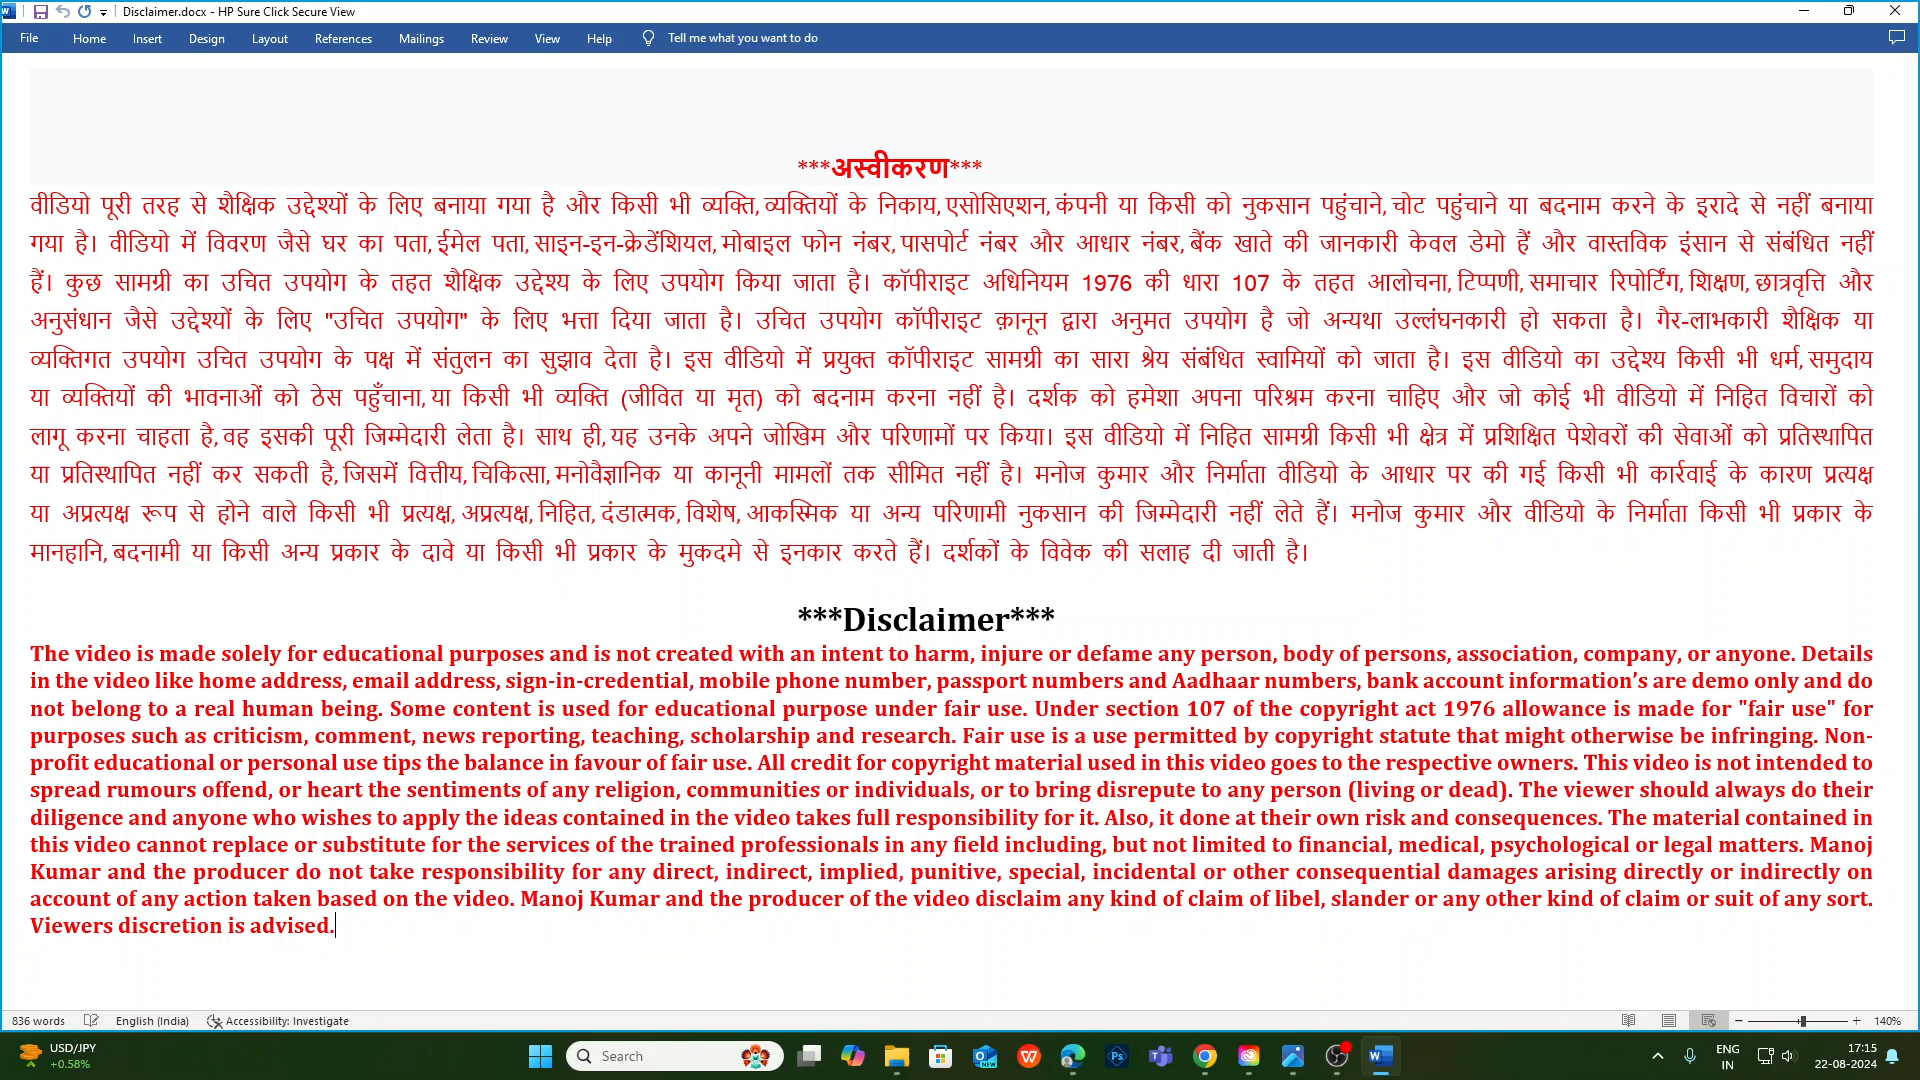 Disclaimer.docx - HP Sure Click Secure View
File Home Insert Design Layout References Mailings Review View Help Tell me what you want to do
***अस्वीकरण***
वीडियो पूरी तरह से शैक्षिक उद्देश्यों के लिए बनाया गया है और किसी भी व्यक्ति, व्यक्तियों के निकाय, एसोसिएशन, कंपनी या किसी को नुकसान पहुंचाने, चोट पहुंचाने या बदनाम करने के इरादे से नहीं बनाया
गया है। वीडियो में विवरण जैसे घर का पता, ईमेल पता, साइन-इन-क्रेडेंशियल, मोबाइल फोन नंबर, पासपोर्ट नंबर और आधार नंबर, बैंक खाते की जानकारी केवल डेमो हैं और वास्तविक इंसान से संबंधित नहीं
हैं। कुछ सामग्री का उचित उपयोग के तहत शैक्षिक उद्देश्य के लिए उपयोग किया जाता है। कॉपीराइट अधिनियम 1976 की धारा 107 के तहत आलोचना, टिप्पणी, समाचार रिपोर्टिंग, शिक्षण, छात्रवृत्ति और
अनुसंधान जैसे उद्देश्यों के लिए "उचित उपयोग" के लिए भत्ता दिया जाता है। उचित उपयोग कॉपीराइट क़ानून द्वारा अनुमत उपयोग है जो अन्यथा उल्लंघनकारी हो सकता है। गैर-लाभकारी शैक्षिक या
व्यक्तिगत उपयोग उचित उपयोग के पक्ष में संतुलन का सुझाव देता है। इस वीडियो में प्रयुक्त कॉपीराइट सामग्री का सारा श्रेय संबंधित स्वामियों को जाता है। इस वीडियो का उद्देश्य किसी भी धर्म, समुदाय
या व्यक्तियों की भावनाओं को ठेस पहुँचाना, या किसी भी व्यक्ति (जीवित या मृत) को बदनाम करना नहीं है। दर्शक को हमेशा अपना परिश्रम करना चाहिए और जो कोई भी वीडियो में निहित विचारों को
लागू करना चाहता है, वह इसकी पूरी जिम्मेदारी लेता है। साथ ही, यह उनके अपने जोखिम और परिणामों पर किया। इस वीडियो में निहित सामग्री किसी भी क्षेत्र में प्रशिक्षित पेशेवरों की सेवाओं को प्रतिस्थापित
या प्रतिस्थापित नहीं कर सकती है, जिसमें वित्तीय, चिकित्सा, मनोवैज्ञानिक या कानूनी मामलों तक सीमित नहीं है। मनोज कुमार और निर्माता वीडियो के आधार पर की गई किसी भी कार्रवाई के कारण प्रत्यक्ष
या अप्रत्यक्ष रूप से होने वाले किसी भी प्रत्यक्ष, अप्रत्यक्ष, निहित, दंडात्मक, विशेष, आकस्मिक या अन्य परिणामी नुकसान की जिम्मेदारी नहीं लेते हैं। मनोज कुमार और वीडियो के निर्माता किसी भी प्रकार के
मानहानि, बदनामी या किसी अन्य प्रकार के दावे या किसी भी प्रकार के मुकदमे से इनकार करते हैं। दर्शकों के विवेक की सलाह दी जाती है।
***Disclaimer***
The video is made solely for educational purposes and is not created with an intent to harm, injure or defame any person, body of persons, association, company, or anyone. Details
in the video like home address, email address, sign-in-credential, mobile phone number, passport numbers and Aadhaar numbers, bank account information’s are demo only and do
not belong to a real human being. Some content is used for educational purpose under fair use. Under section 107 of the copyright act 1976 allowance is made for "fair use" for
purposes such as criticism, comment, news reporting, teaching, scholarship and research. Fair use is a use permitted by copyright statute that might otherwise be infringing. Non-
profit educational or personal use tips the balance in favour of fair use. All credit for copyright material used in this video goes to the respective owners. This video is not intended to
spread rumours offend, or heart the sentiments of any religion, communities or individuals, or to bring disrepute to any person (living or dead). The viewer should always do their
diligence and anyone who wishes to apply the ideas contained in the video takes full responsibility for it. Also, it done at their own risk and consequences. The material contained in
this video cannot replace or substitute for the services of the trained professionals in any field including, but not limited to financial, medical, psychological or legal matters. Manoj
Kumar and the producer do not take responsibility for any direct, indirect, implied, punitive, special, incidental or other consequential damages arising directly or indirectly on
account of any action taken based on the video. Manoj Kumar and the producer of the video disclaim any kind of claim of libel, slander or any other kind of claim or suit of any sort.
Viewers discretion is advised.
836 words English (India) Accessibility: Investigate 140%
USD/JPY
+0.58%
Search
ENG
IN
17:15
22-08-2024